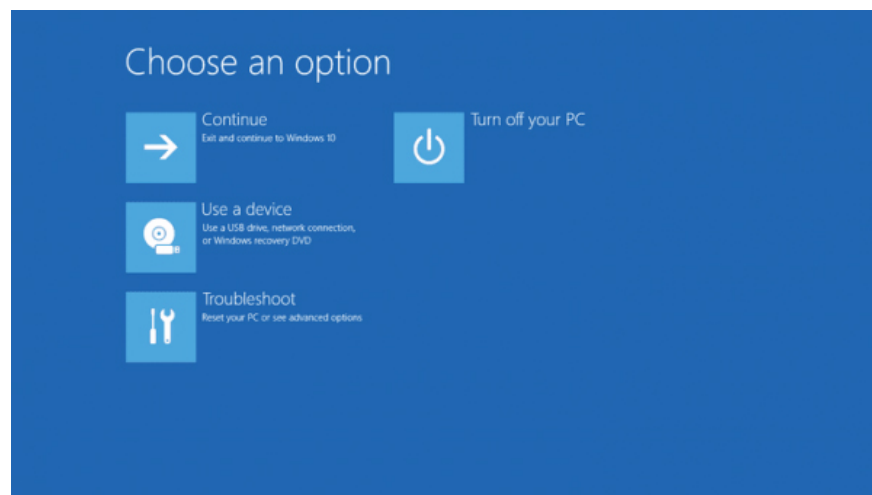 Choose an option
Continue
Exit and continue to Windows 10
Turn off your PC
Use a device
Use a USB drive, network connection,
or Windows recovery DVD
Troubleshoot
Reset your PC or see advanced options